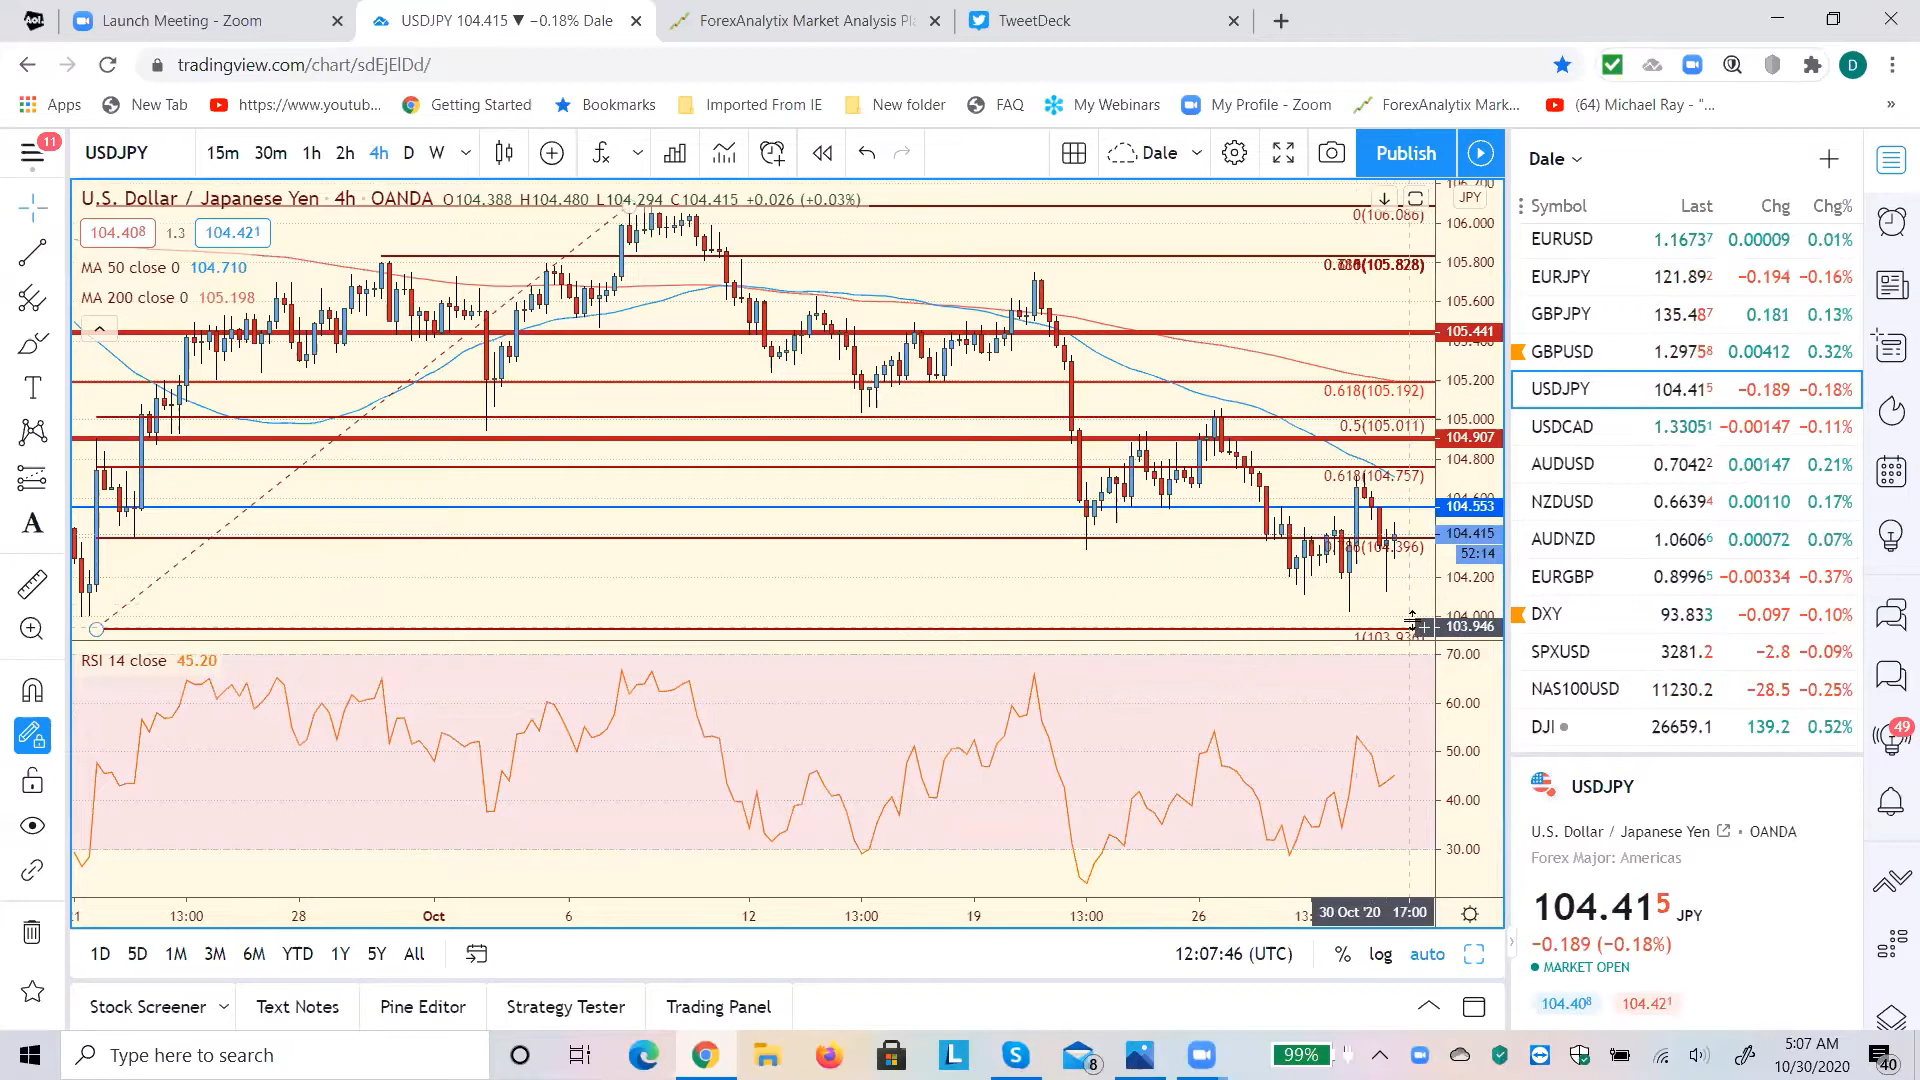 Aol.
Launch Meeting - Zoom
USDJPY 104.415 ▼ −0.18% Dale
ForexAnalytix Market Analysis Pl
TweetDeck
tradingview.com/chart/sdEjElDd/
D
Apps
New Tab
https://www.youtub...
Getting Started
Bookmarks
Imported From IE
New folder
FAQ
My Webinars
My Profile - Zoom
ForexAnalytix Mark...
(64) Michael Ray - "...
»
11
USDJPY
15m 30m 1h 2h 4h D W
Dale
Publish
U.S. Dollar / Japanese Yen · 4h · OANDA O104.388 H104.480 L104.294 C104.415 +0.026 (+0.03%)
104.408 1.3 104.421
MA 50 close 0 104.710
MA 200 close 0 105.198
JPY
0(106.086)
106.000
(105.828)
105.800
105.600
105.441
105.200
0.618(105.192)
105.000
0.5(105.011)
104.907
104.800
0.618(104.757)
104.553
104.415
52:14
104.200
104.000
103.946
RSI 14 close 45.20
70.00
60.00
50.00
40.00
30.00
13:00 28 Oct 6 12 13:00 19 13:00 26 30 Oct '20 17:00
1D 5D 1M 3M 6M YTD 1Y 5Y All
12:07:46 (UTC) % log auto
Stock Screener
Text Notes
Pine Editor
Strategy Tester
Trading Panel
Dale
Symbol Last Chg Chg%
EURUSD 1.16737 0.00009 0.01%
EURJPY 121.892 −0.194 −0.16%
GBPJPY 135.487 0.181 0.13%
GBPUSD 1.29758 0.00412 0.32%
USDJPY 104.415 −0.189 −0.18%
USDCAD 1.33051 −0.00147 −0.11%
AUDUSD 0.70422 0.00147 0.21%
NZDUSD 0.66394 0.00110 0.17%
AUDNZD 1.06066 0.00072 0.07%
EURGBP 0.89965 −0.00334 −0.37%
DXY 93.833 −0.097 −0.10%
SPXUSD 3281.2 −2.8 −0.09%
NAS100USD 11230.2 −28.5 −0.25%
DJI 26659.1 139.2 0.52%
USDJPY
U.S. Dollar / Japanese Yen • OANDA
Forex Major: Americas
104.415 JPY
−0.189 (−0.18%)
MARKET OPEN
104.408 104.421
49
Type here to search
L
8
99%
5:07 AM
10/30/2020
40